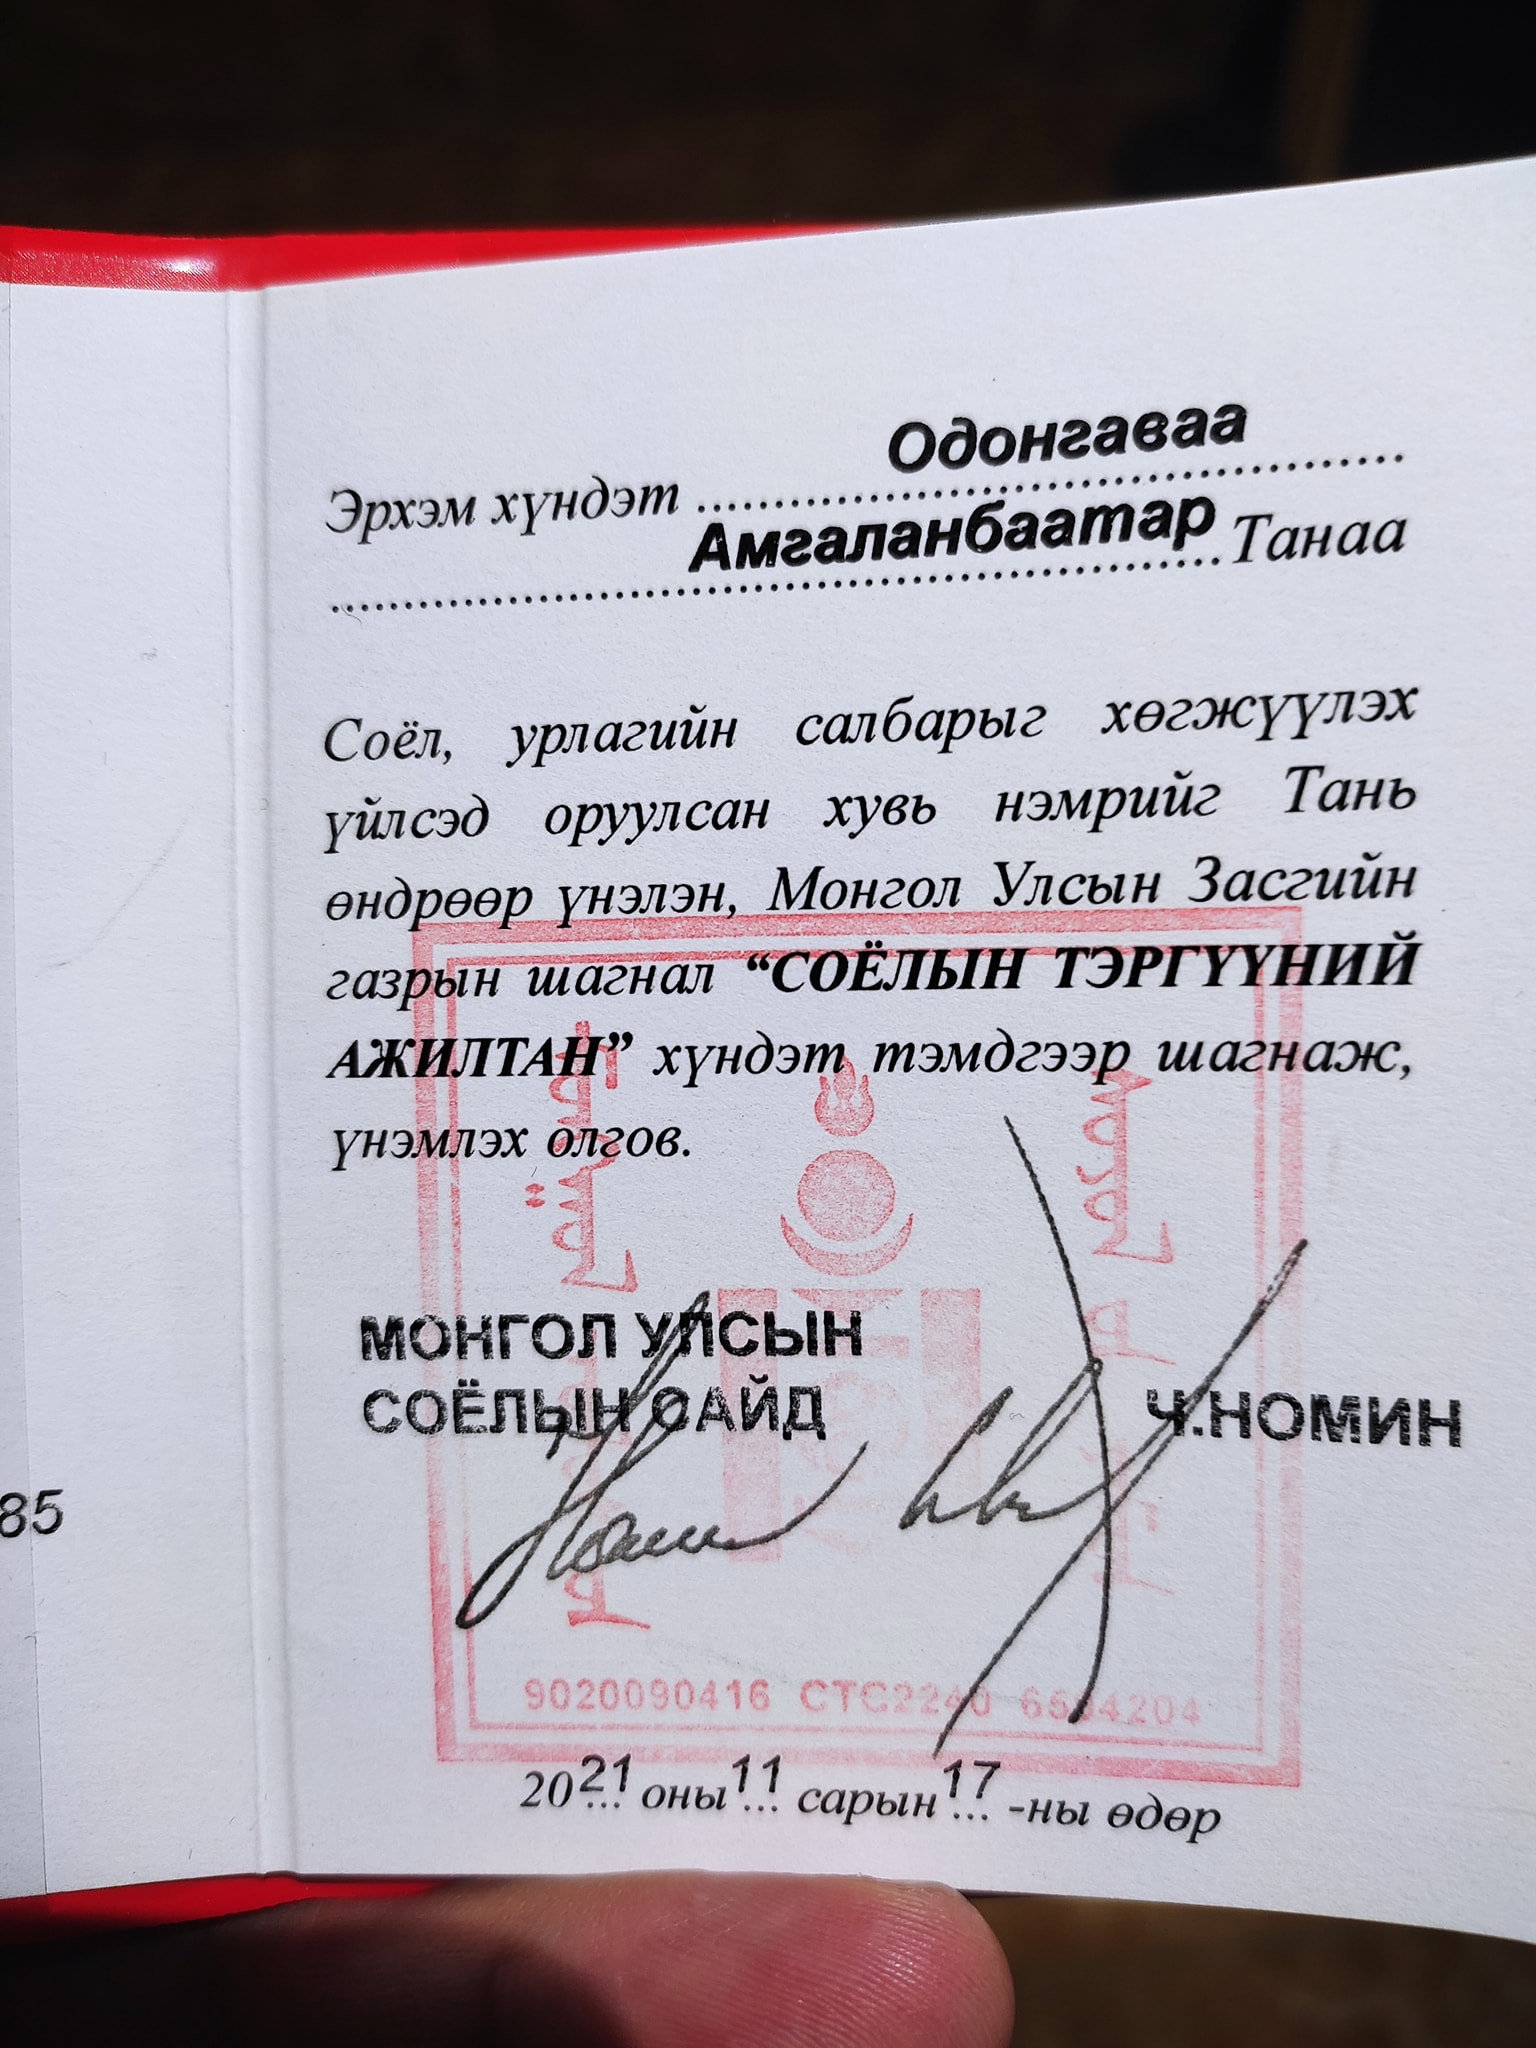 Одонгаваа
Эрхэм хүндэт ................................................
Амгаланбаатар
................................................................ Танаа
Соёл, урлагийн салбарыг хөгжүүлэх
үйлсэд оруулсан хувь нэмрийг Тань
өндрөөр үнэлэн, Монгол Улсын Засгийн
газрын шагнал “СОЁЛЫН ТЭРГҮҮНИЙ
АЖИЛТАН” хүндэт тэмдгээр шагнаж,
үнэмлэх олгов.
МОНГОЛ УЛСЫН
СОЁЛЫН САЙД Ч.НОМИН
85
9020090416 СТС2240
2021 оны 11 сарын 17 -ны өдөр